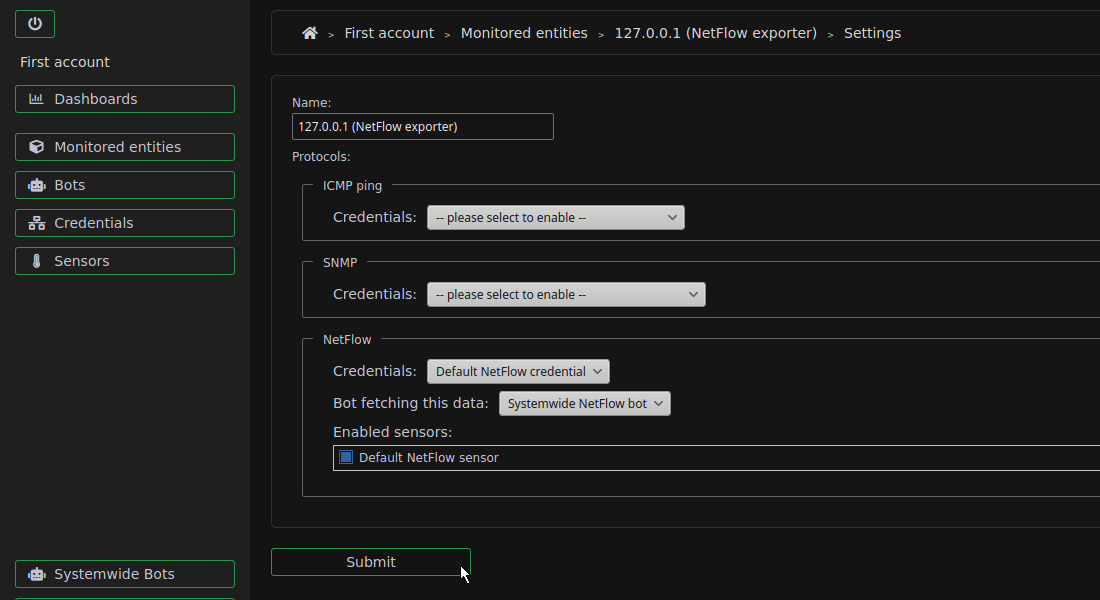 First account
Dashboards
Monitored entities
Bots
Credentials
Sensors
Systemwide Bots
First account > Monitored entities > 127.0.0.1 (NetFlow exporter) > Settings
Name:
127.0.0.1 (NetFlow exporter)
Protocols:
ICMP ping
Credentials: -- please select to enable --
SNMP
Credentials: -- please select to enable --
NetFlow
Credentials: Default NetFlow credential
Bot fetching this data: Systemwide NetFlow bot
Enabled sensors:
Default NetFlow sensor
Submit